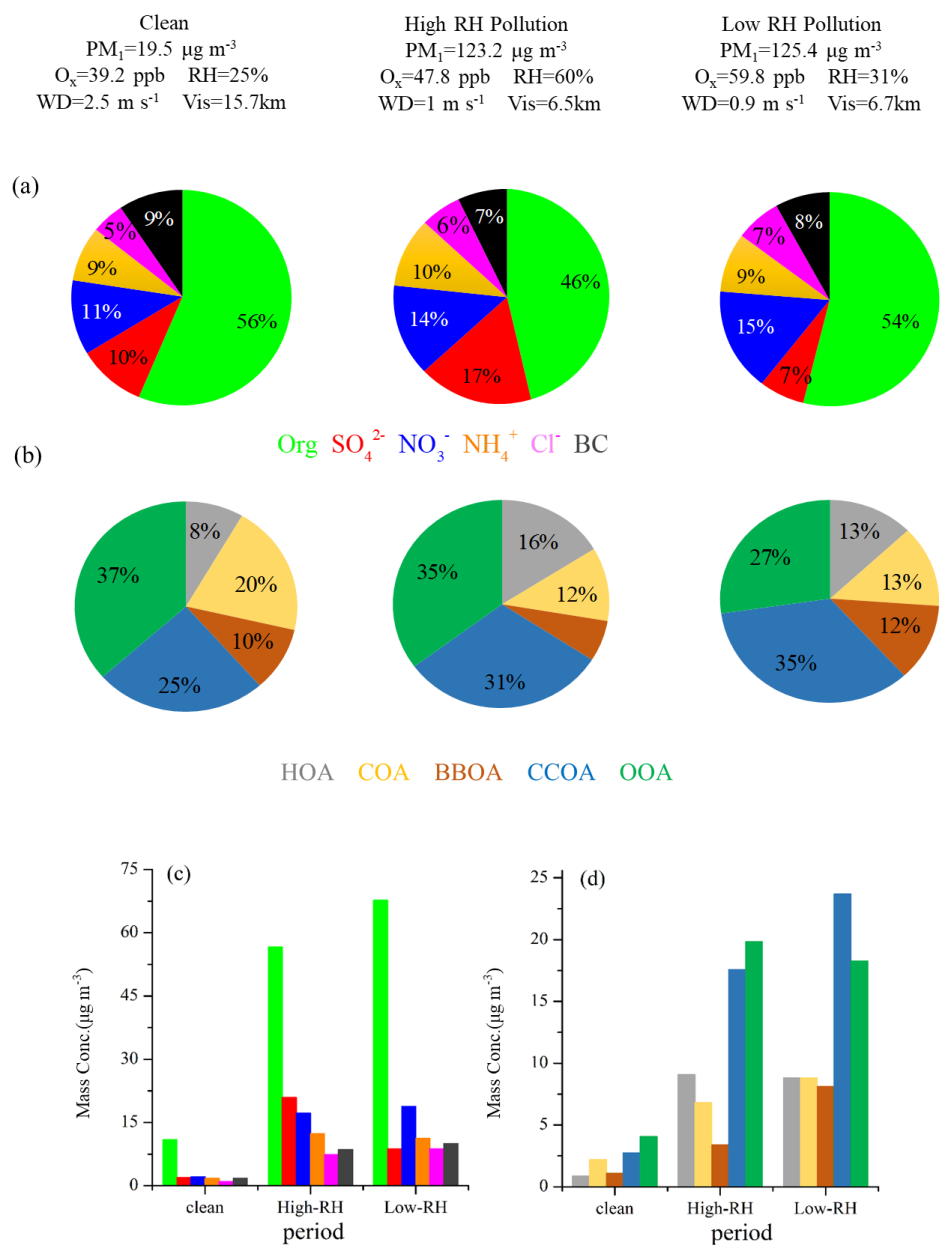 Clean
PM₁=19.5 μg m⁻³
Oₓ=39.2 ppb RH=25%
WD=2.5 m s⁻¹ Vis=15.7km
High RH Pollution
PM₁=123.2 μg m⁻³
Oₓ=47.8 ppb RH=60%
WD=1 m s⁻¹ Vis=6.5km
Low RH Pollution
PM₁=125.4 μg m⁻³
Oₓ=59.8 ppb RH=31%
WD=0.9 m s⁻¹ Vis=6.7km
(a)
56%
10%
11%
9%
5%
9%
46%
17%
14%
10%
6%
7%
54%
7%
15%
9%
7%
8%
Org SO₄²⁻ NO₃⁻ NH₄⁺ Cl⁻ BC
(b)
8%
20%
10%
25%
37%
16%
12%
31%
35%
13%
13%
12%
35%
27%
HOA COA BBOA CCOA OOA
(c)
Mass Conc.(μg m⁻³)
75
60
45
30
15
0
clean High-RH Low-RH
period
(d)
Mass Conc.(μg m⁻³)
25
20
15
10
5
0
clean High-RH Low-RH
period